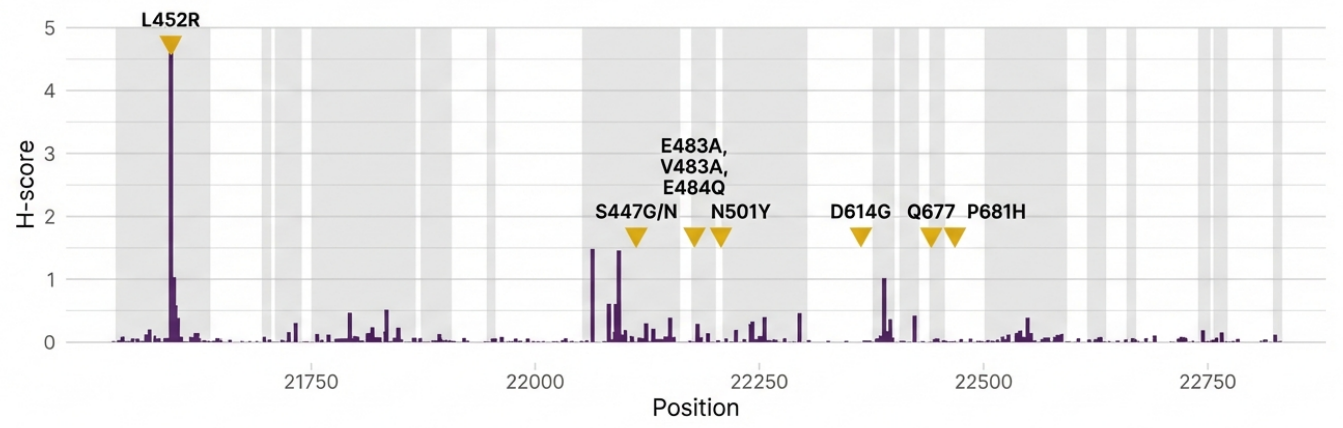 L452R
E483A,
V483A,
E484Q
S447G/N
N501Y
D614G
Q677
P681H
5
4
3
2
1
0
H-score
21750
22000
22250
22500
22750
Position